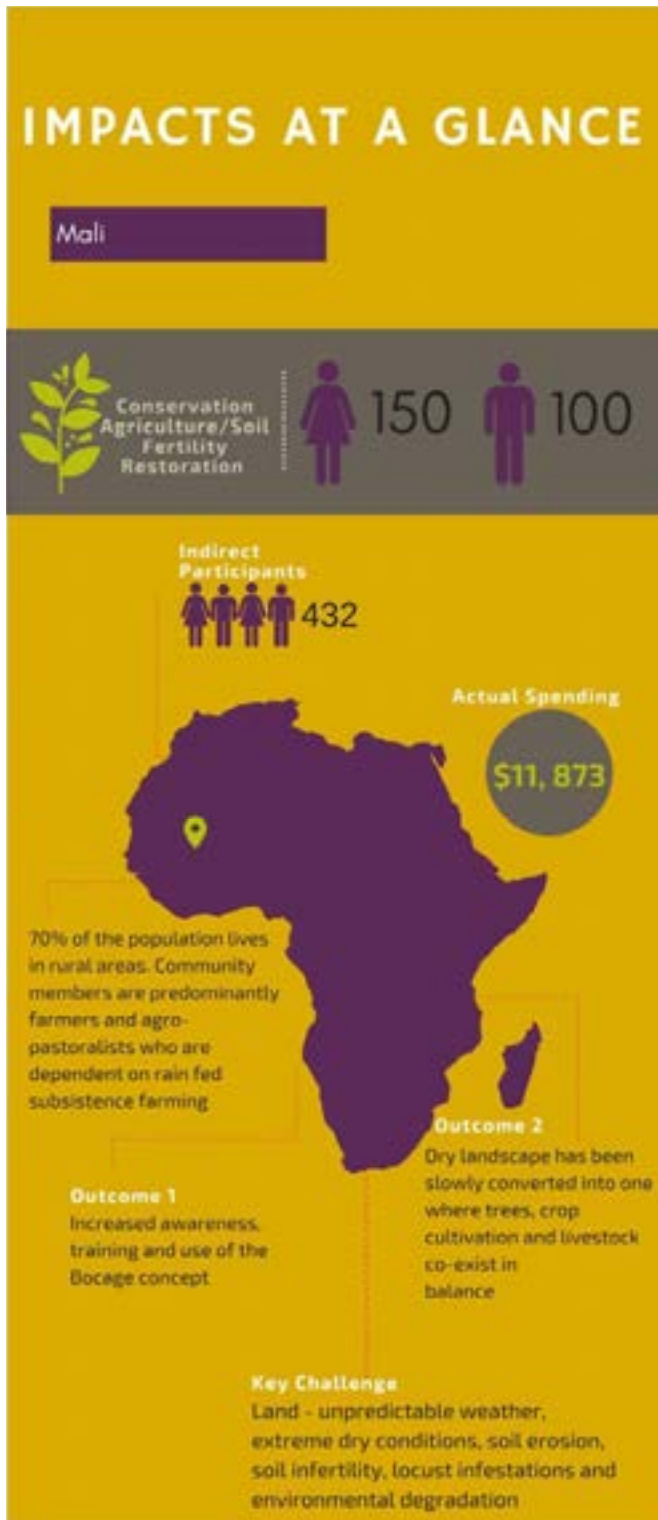 IMPACTS AT A GLANCE
Mali
Conservation
Agriculture/Soil
Fertility
Restoration
150
100
Indirect
Participants
432
Actual Spending
$11, 873
70% of the population lives
in rural areas. Community
members are predominantly
farmers and agro-
pastoralists who are
dependent on rain fed
subsistence farming
Outcome 1
Increased awareness,
training and use of the
Bocage concept
Outcome 2
Dry landscape has been
slowly converted into one
where trees, crop
cultivation and livestock
co-exist in
balance
Key Challenge
Land - unpredictable weather,
extreme dry conditions, soil erosion,
soil infertility, locust infestations and
environmental degradation